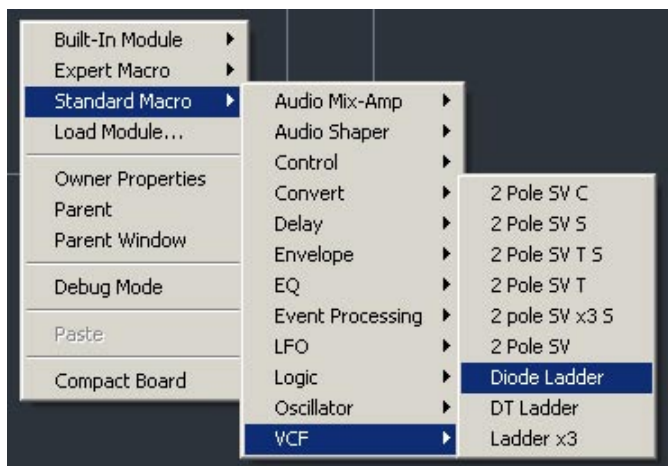 Built-In Module
Expert Macro
Standard Macro
Load Module...
Owner Properties
Parent
Parent Window
Debug Mode
Paste
Compact Board
Audio Mix-Amp
Audio Shaper
Control
Convert
Delay
Envelope
EQ
Event Processing
LFO
Logic
Oscillator
VCF
2 Pole SV C
2 Pole SV S
2 Pole SV T S
2 Pole SV T
2 pole SV x3 S
2 Pole SV
Diode Ladder
DT Ladder
Ladder x3